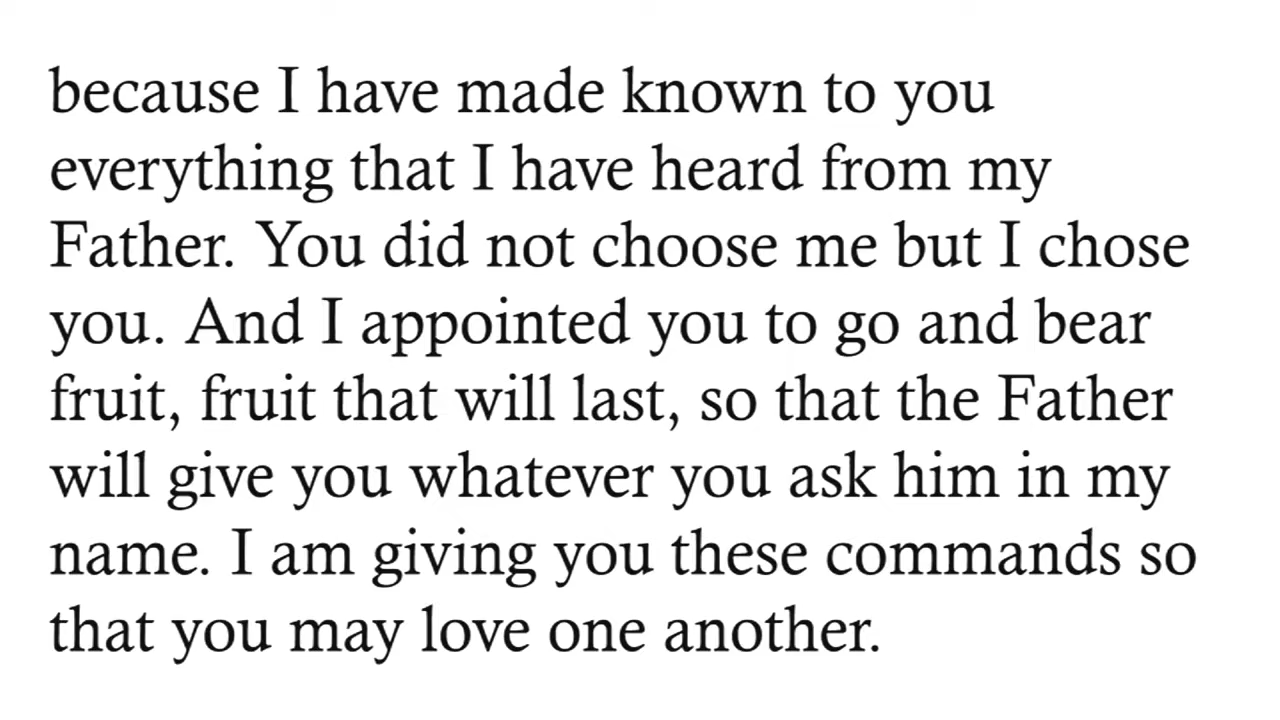 because I have made known to you
everything that I have heard from my
Father. You did not choose me but I chose
you. And I appointed you to go and bear
fruit, fruit that will last, so that the Father
will give you whatever you ask him in my
name. I am giving you these commands so
that you may love one another.